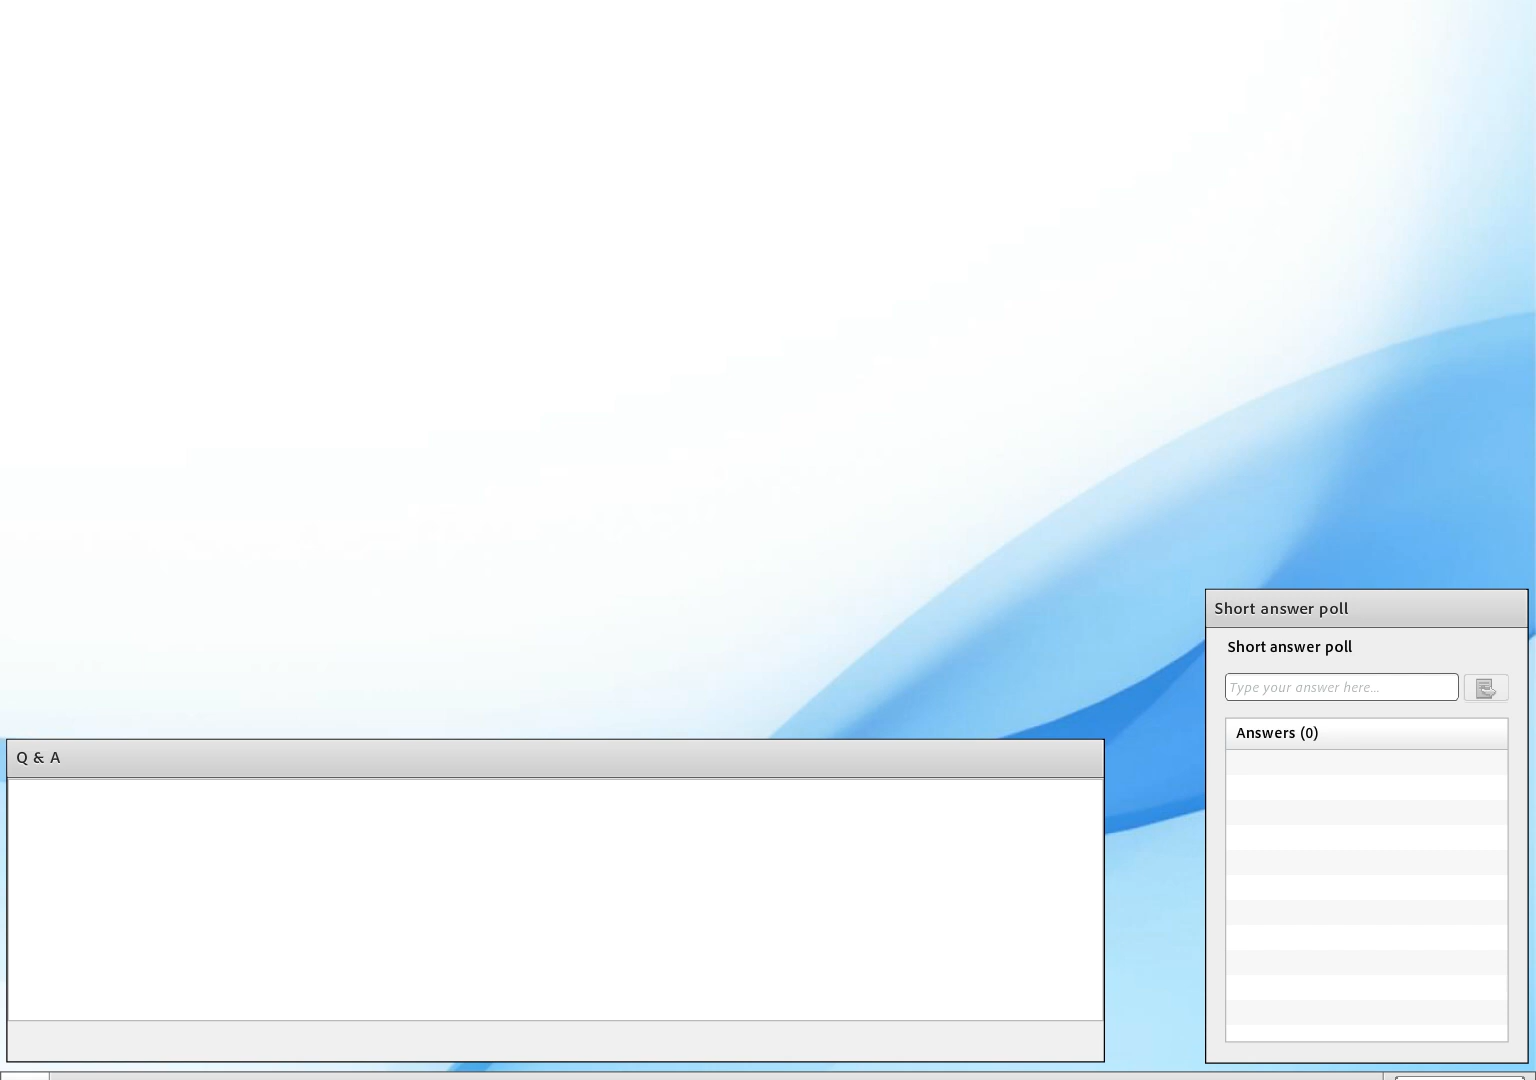 Short answer poll
Short answer poll
Type your answer here...
Answers (0)
Q & A